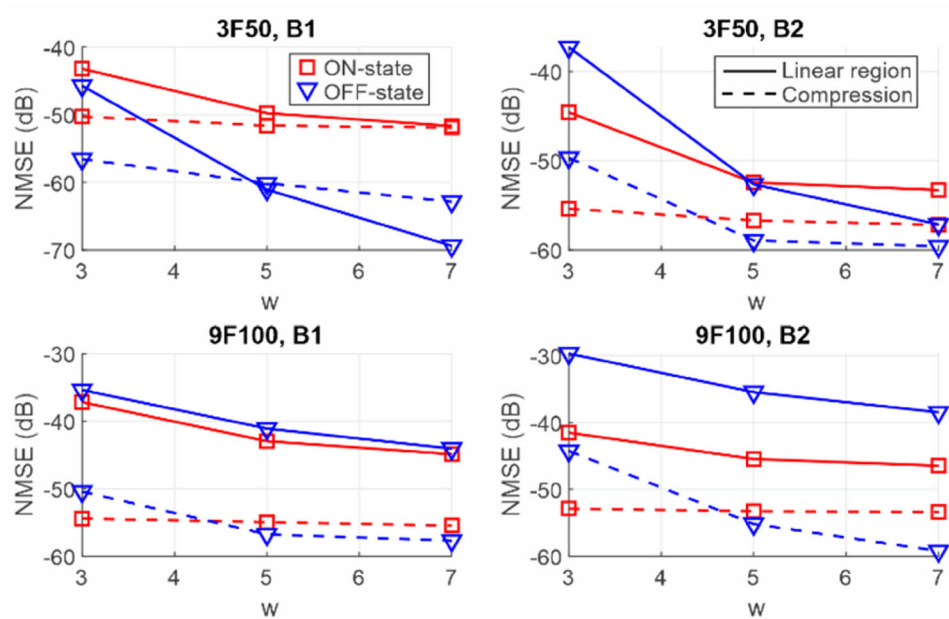 3F50, B1
-40
-50
-60
-70
NMSE (dB)
ON-state
OFF-state
3 4 5 6 7
w
3F50, B2
-40
-50
-60
NMSE (dB)
Linear region
Compression
3 4 5 6 7
w
9F100, B1
-30
-40
-50
-60
NMSE (dB)
3 4 5 6 7
w
9F100, B2
-30
-40
-50
-60
NMSE (dB)
3 4 5 6 7
w